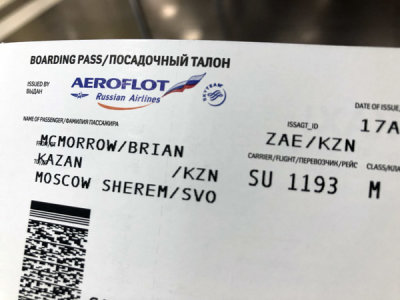 BOARDING PASS/ПОСАДОЧНЫЙ ТАЛОН
ISSUED BY
ВЫДАН
AEROFLOT
Russian Airlines
SKYTEAM
ISSAGT_ID
DATE OF ISSUE,
ZAE/KZN
17A
NAME OF PASSENGER/ФАМИЛИЯ ПАССАЖИРА
MCMORROW/BRIAN
CARRIER/FLIGHT/ПЕРЕВОЗЧИК/РЕЙС
CLASS/КЛА
KAZAN /KZN
SU 1193
M
MOSCOW SHEREM/SVO